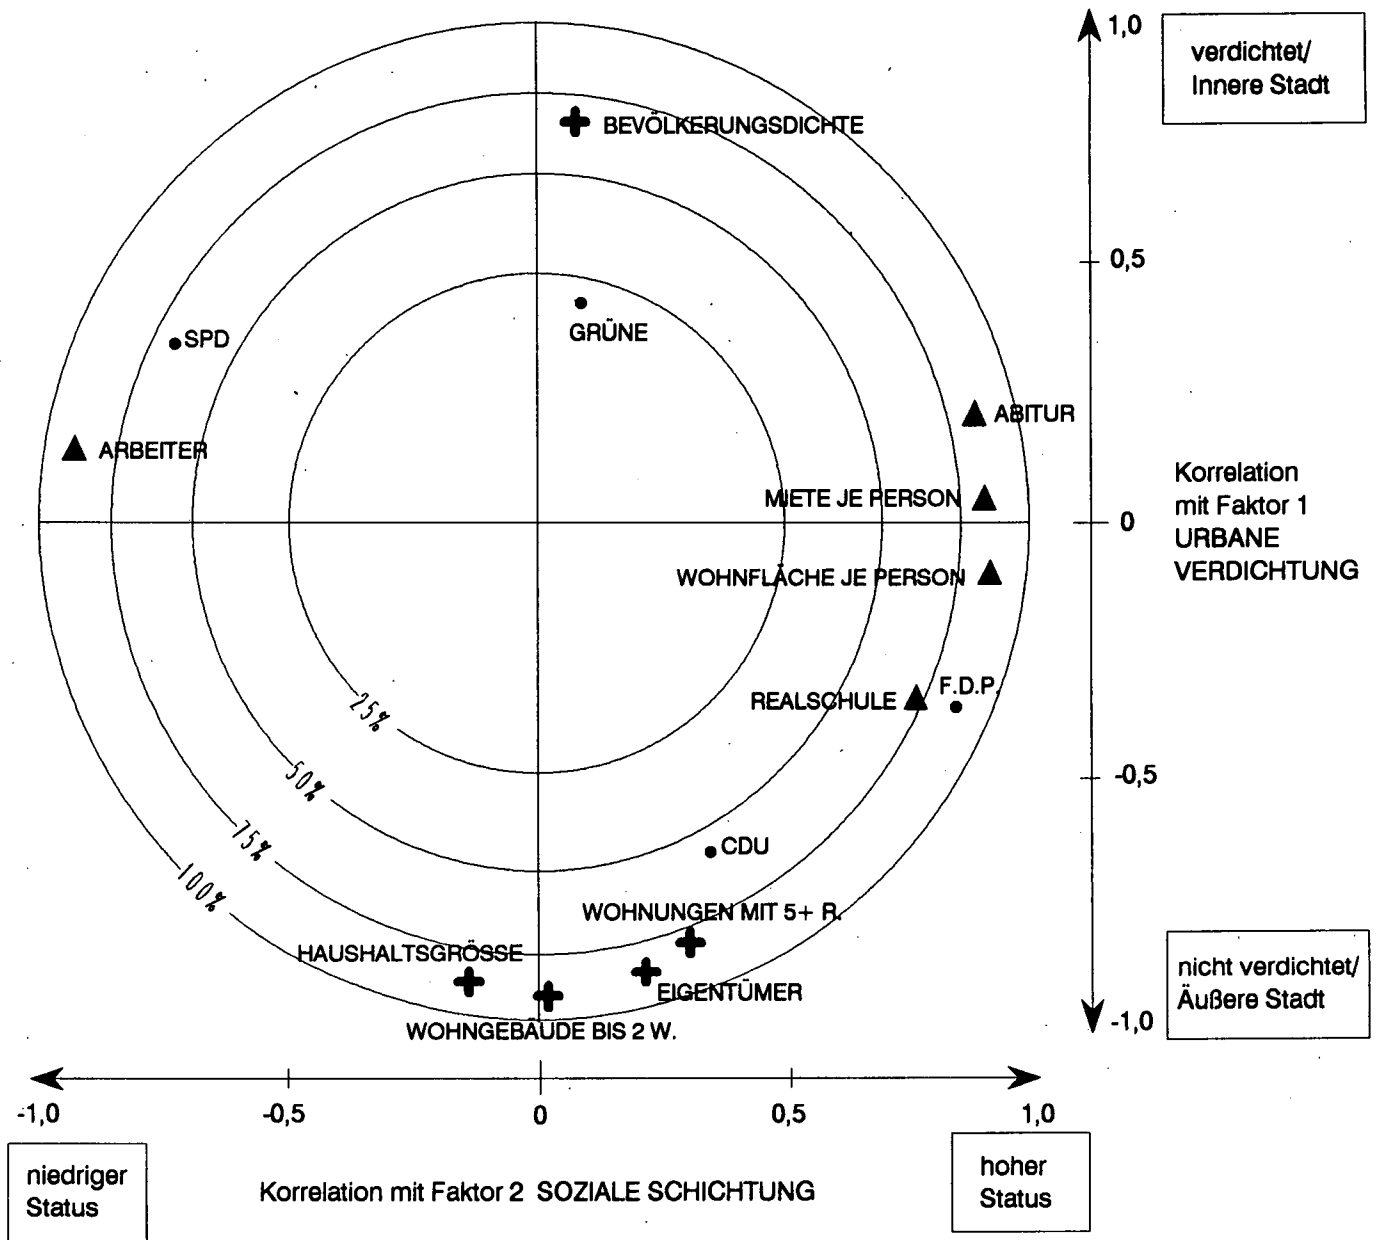 1,0
verdichtet/
Innere Stadt
BEVÖLKERUNGSDICHTE
0,5
GRÜNE
SPD
ABITUR
ARBEITER
MIETE JE PERSON
Korrelation
mit Faktor 1
URBANE
VERDICHTUNG
0
WOHNFLÄCHE JE PERSON
F.D.P.
REALSCHULE
25%
-0,5
50%
75%
100%
CDU
WOHNUNGEN MIT 5+ R.
HAUSHALTSGRÖSSE
EIGENTÜMER
WOHNGEBÄUDE BIS 2 W.
nicht verdichtet/
Äußere Stadt
-1,0
-1,0
-0,5
0
0,5
1,0
niedriger
Status
Korrelation mit Faktor 2 SOZIALE SCHICHTUNG
hoher
Status